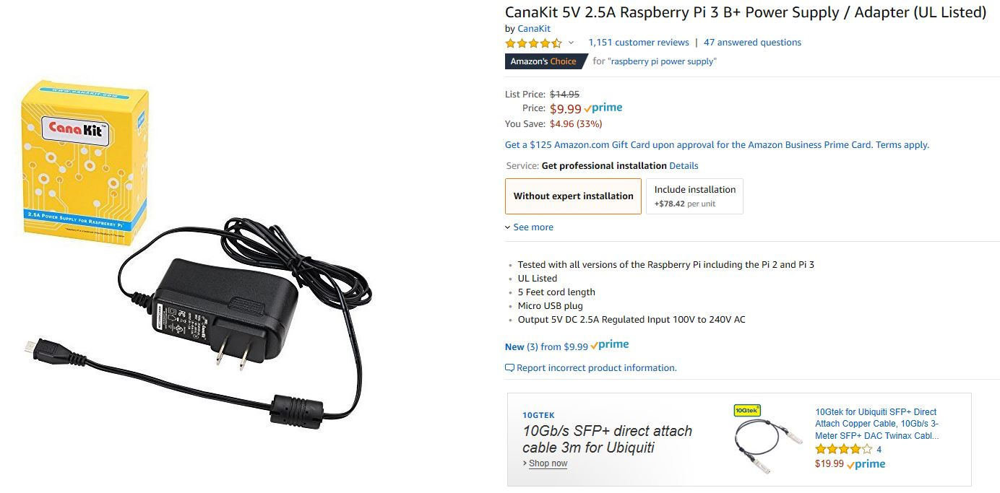 WWW.CANAKIT.COM
CanaKit™
2.5A POWER SUPPLY FOR RASPBERRY PI
CanaKit
CanaKit 5V 2.5A Raspberry Pi 3 B+ Power Supply / Adapter (UL Listed)
by CanaKit
1,151 customer reviews | 47 answered questions
Amazon's Choice for "raspberry pi power supply"
List Price: $14.95
Price: $9.99 prime
You Save: $4.96 (33%)
Get a $125 Amazon.com Gift Card upon approval for the Amazon Business Prime Card. Terms apply.
Service: Get professional installation Details
Without expert installation
Include installation
+$78.42 per unit
See more
• Tested with all versions of the Raspberry Pi including the Pi 2 and Pi 3
• UL Listed
• 5 Feet cord length
• Micro USB plug
• Output 5V DC 2.5A Regulated Input 100V to 240V AC
New (3) from $9.99 prime
Report incorrect product information.
10GTEK
10Gb/s SFP+ direct attach
cable 3m for Ubiquiti
› Shop now
10Gtek®
10Gtek for Ubiquiti SFP+ Direct
Attach Copper Cable, 10Gb/s 3-
Meter SFP+ DAC Twinax Cabl...
4
$19.99 prime